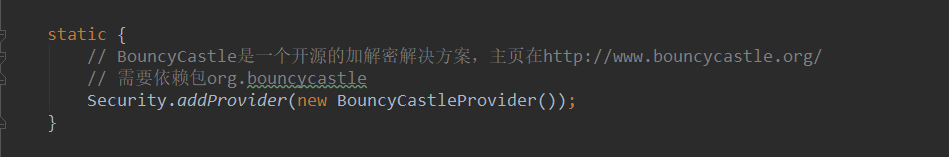 static {
// BouncyCastle是一个开源的加解密解决方案，主页在http://www.bouncycastle.org/
// 需要依赖包org.bouncycastle
Security.addProvider(new BouncyCastleProvider());
}